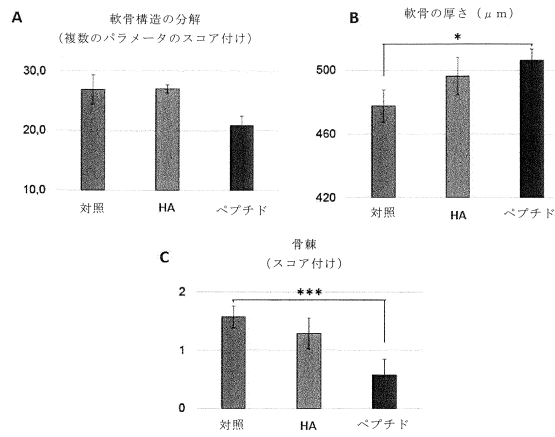 A
軟骨構造の分解
(複数のパラメータのスコア付け)
30,0
20,0
10,0
対照
HA
ペプチド
B
軟骨の厚さ (μm)
*
500
460
420
対照
HA
ペプチド
C
骨棘
(スコア付け)
***
2
1
0
対照
HA
ペプチド